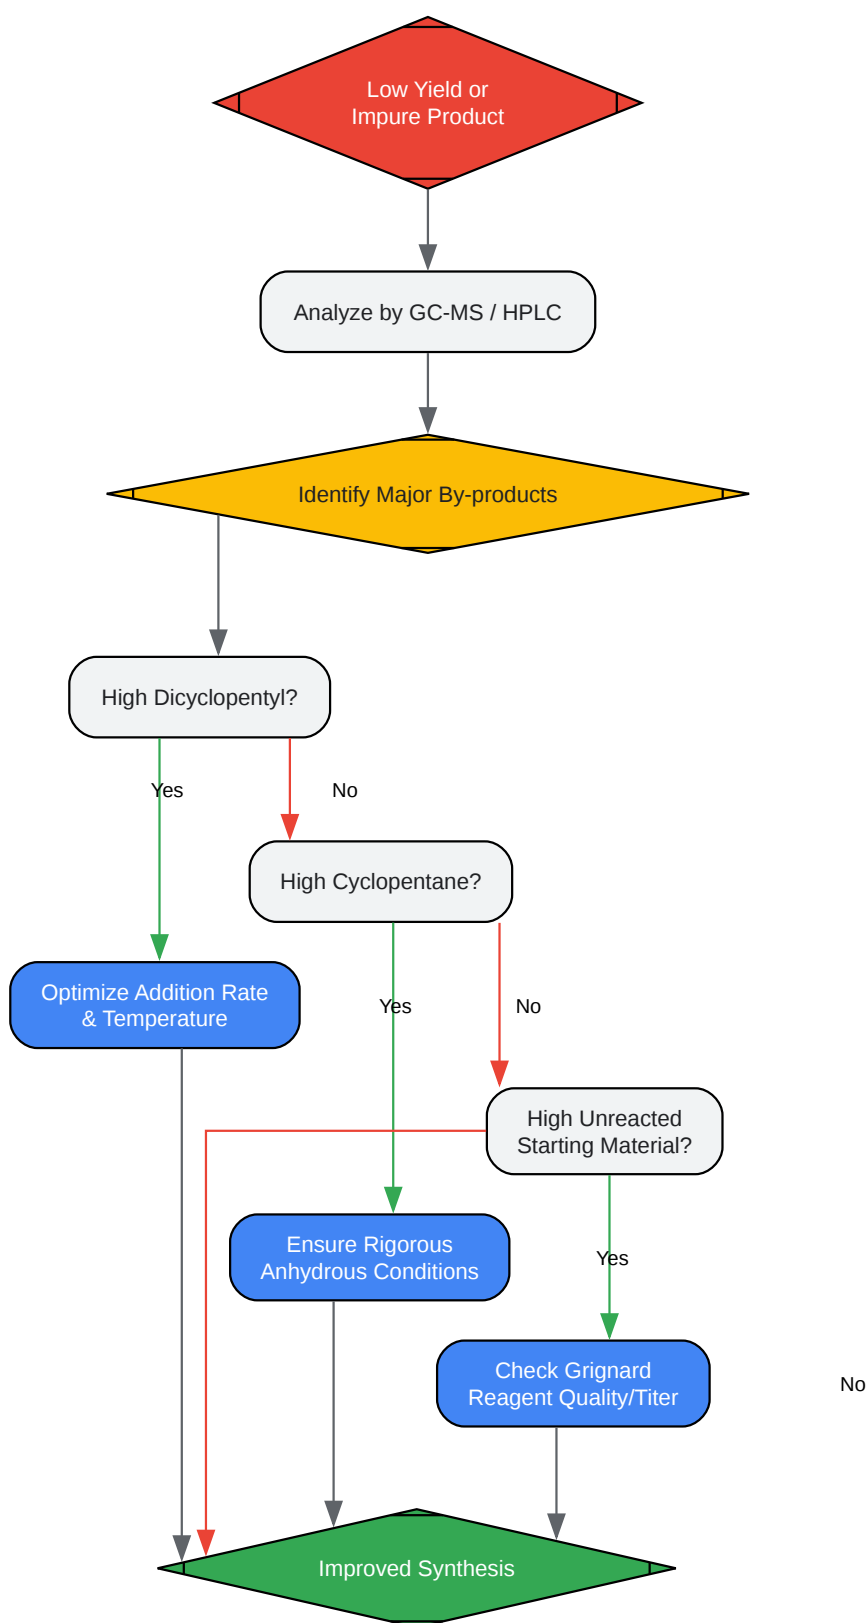 Low Yield or
Impure Product
Analyze by GC-MS / HPLC
Identify Major By-products
High Dicyclopentyl?
Yes
No
High Cyclopentane?
Optimize Addition Rate
& Temperature
Yes
No
High Unreacted
Starting Material?
Ensure Rigorous
Anhydrous Conditions
Yes
Check Grignard
Reagent Quality/Titer
No
Improved Synthesis